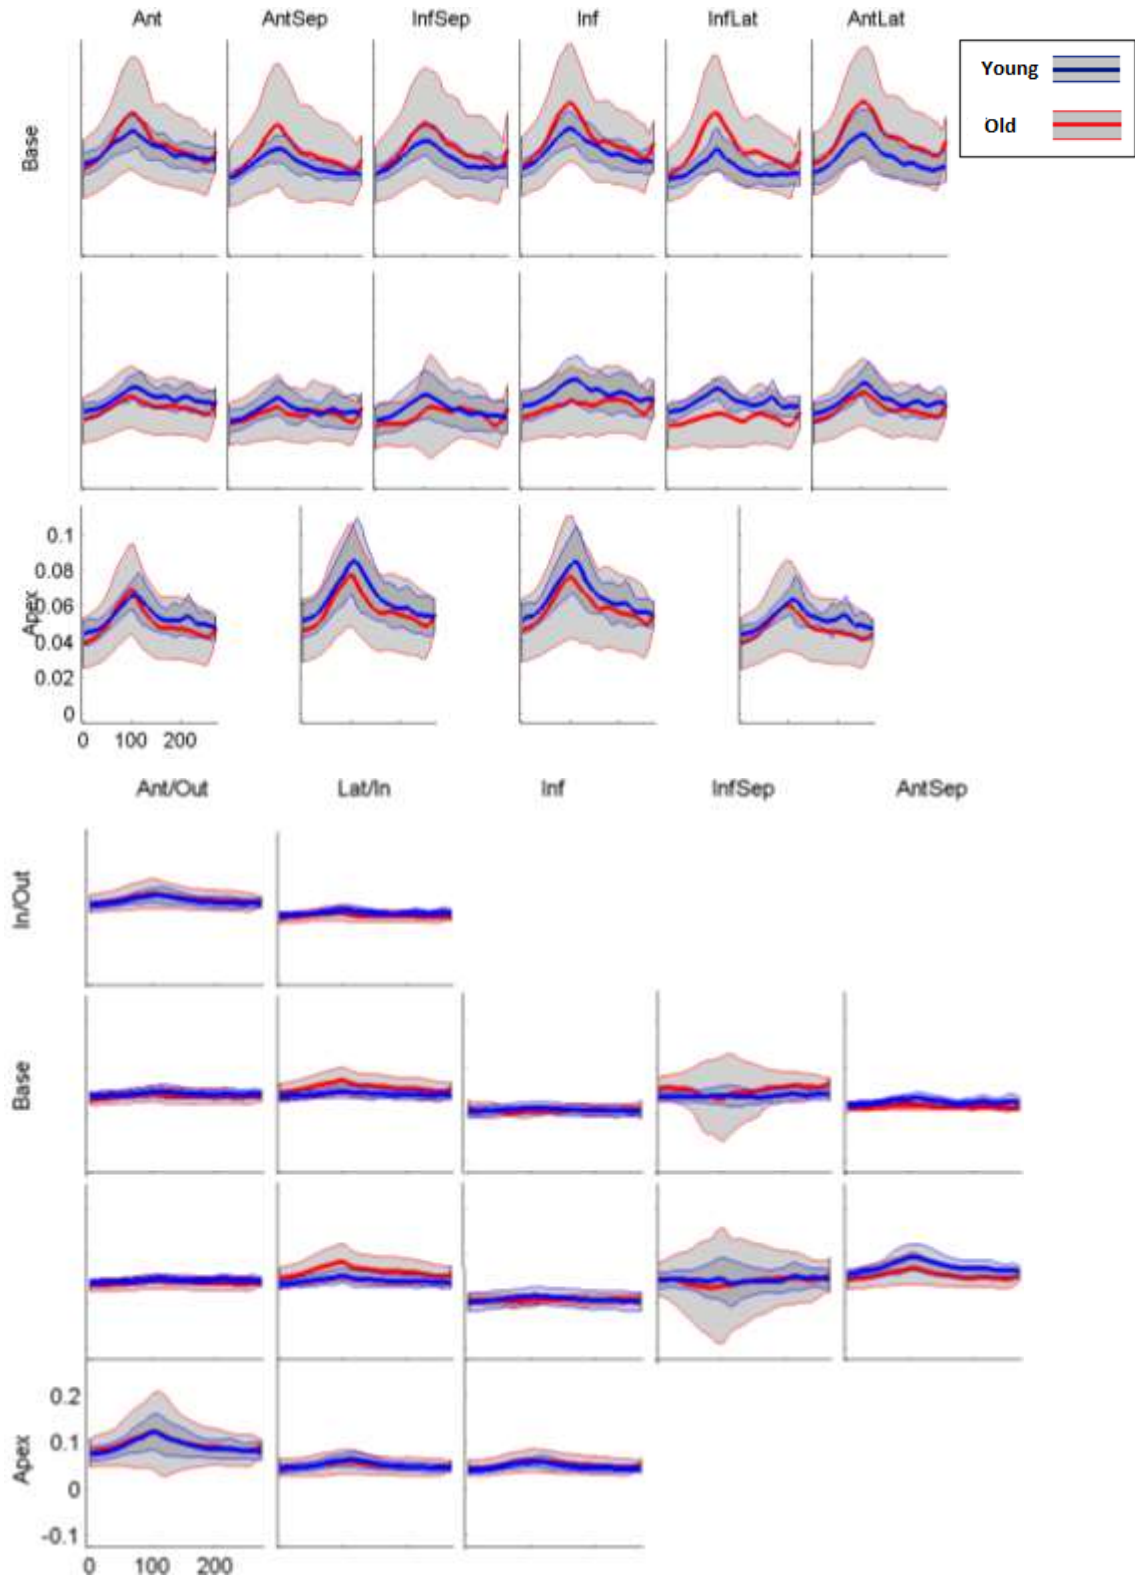 Ant AntSep InfSep Inf InfLat AntLat
Young
Old
Base
0.1
0.08
0.06
0.04
0.02
0
Apex
0 100 200
Ant/Out Lat/In Inf InfSep AntSep
In/Out
Base
Apex
0.2
0.1
0
-0.1
0 100 200